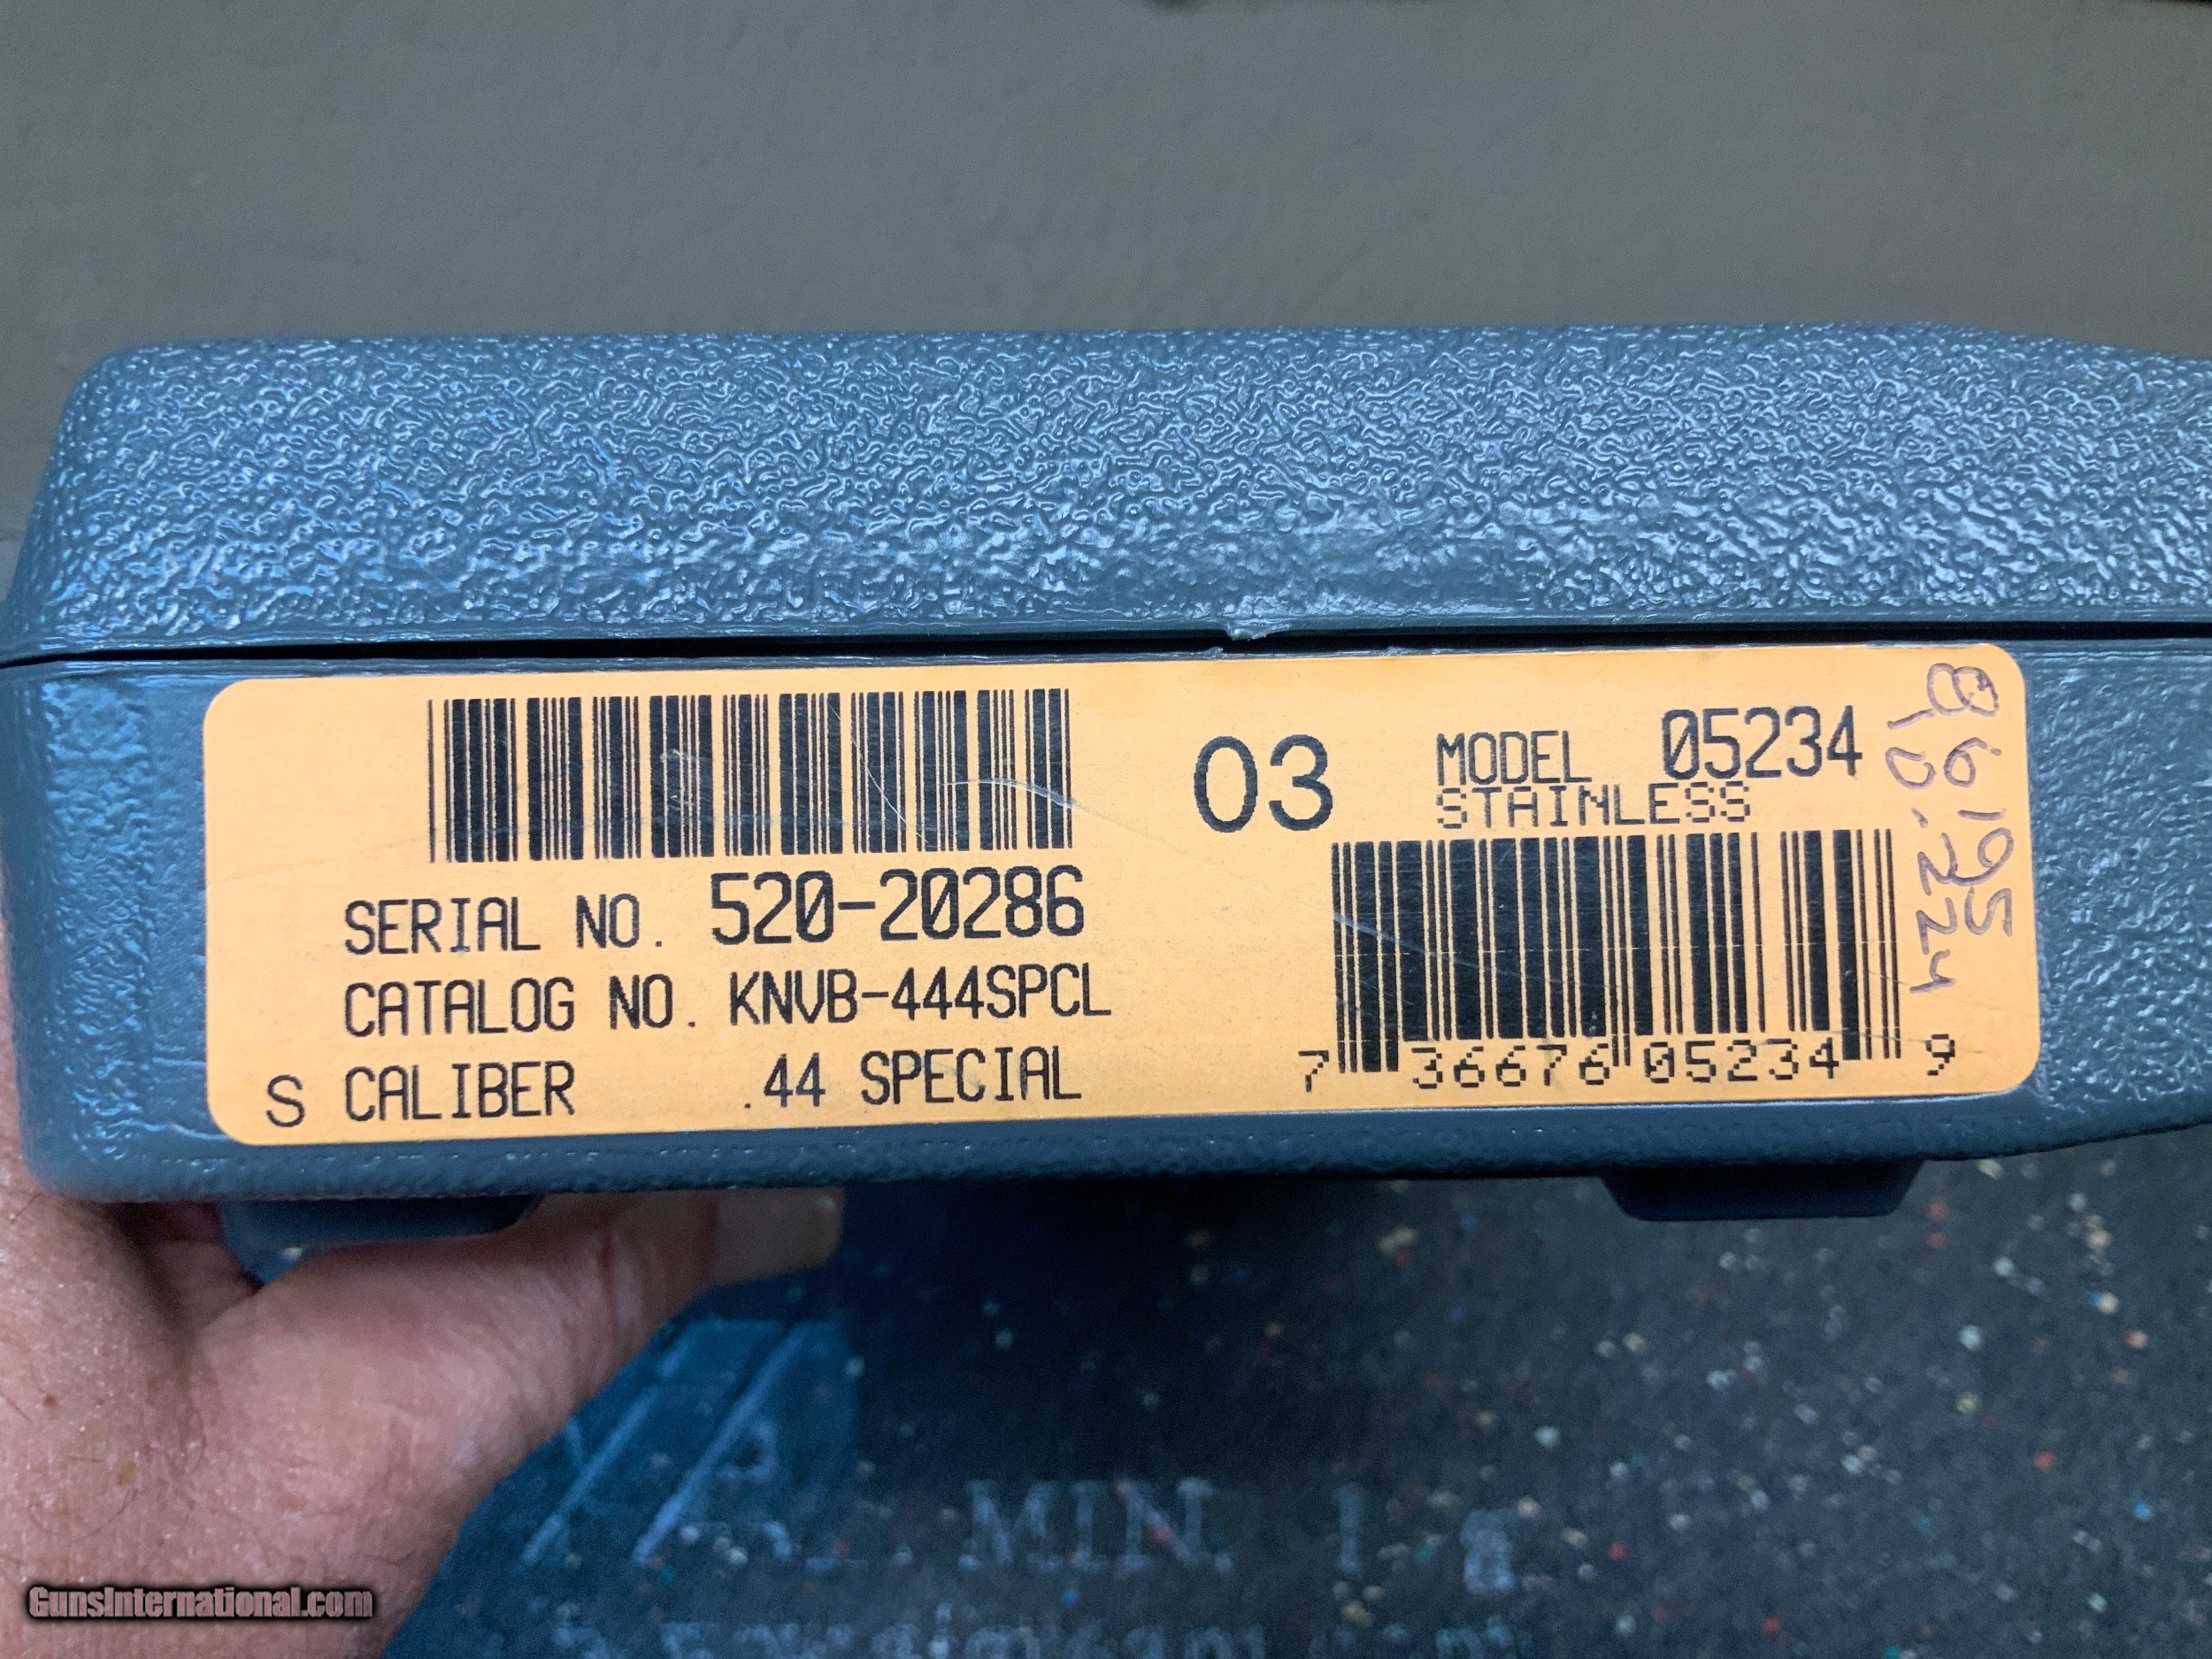 03
MODEL 05234
STAINLESS
SERIAL NO. 520-20286
CATALOG NO. KNVB-444SPCL
S CALIBER .44 SPECIAL
7 36676 05234 9
MIN.
GunsInternational.com